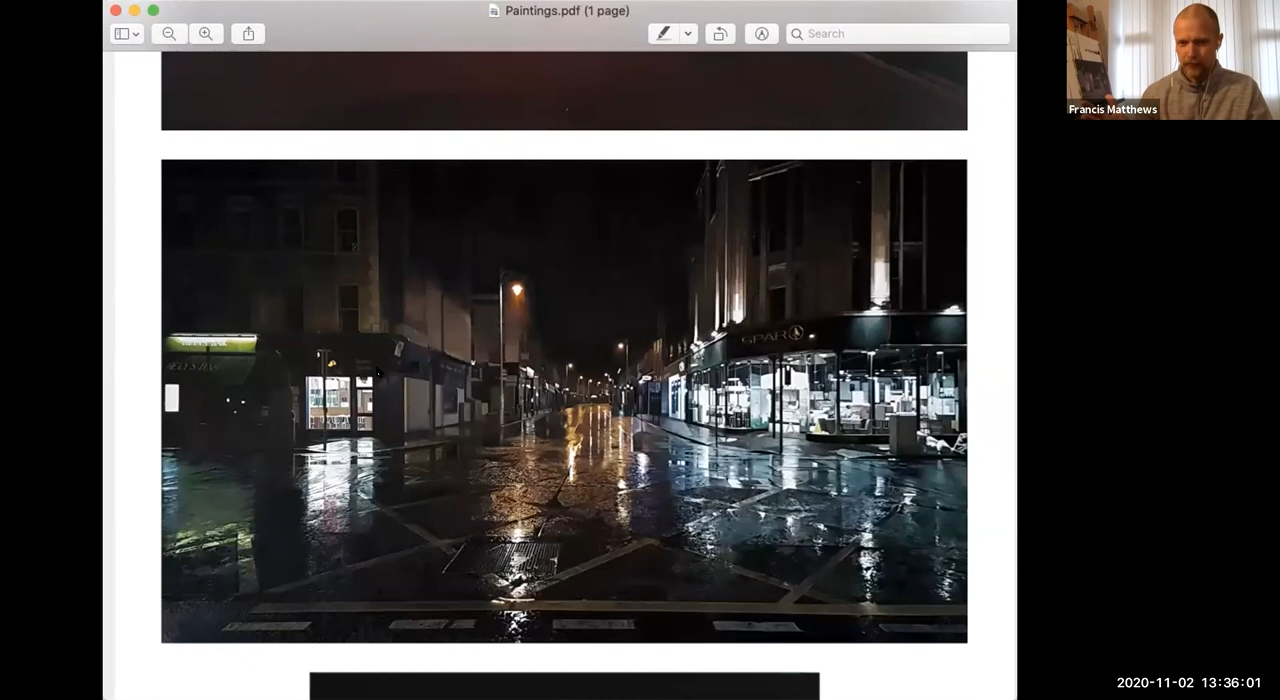 Paintings.pdf (1 page)
Search
Francis Matthews
SPAR
2020-11-02 13:36:01